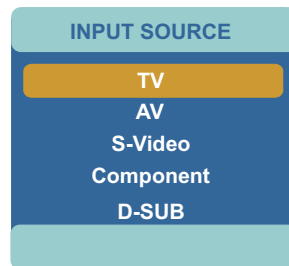 INPUT SOURCE
TV
AV
S-Video
Component
D-SUB